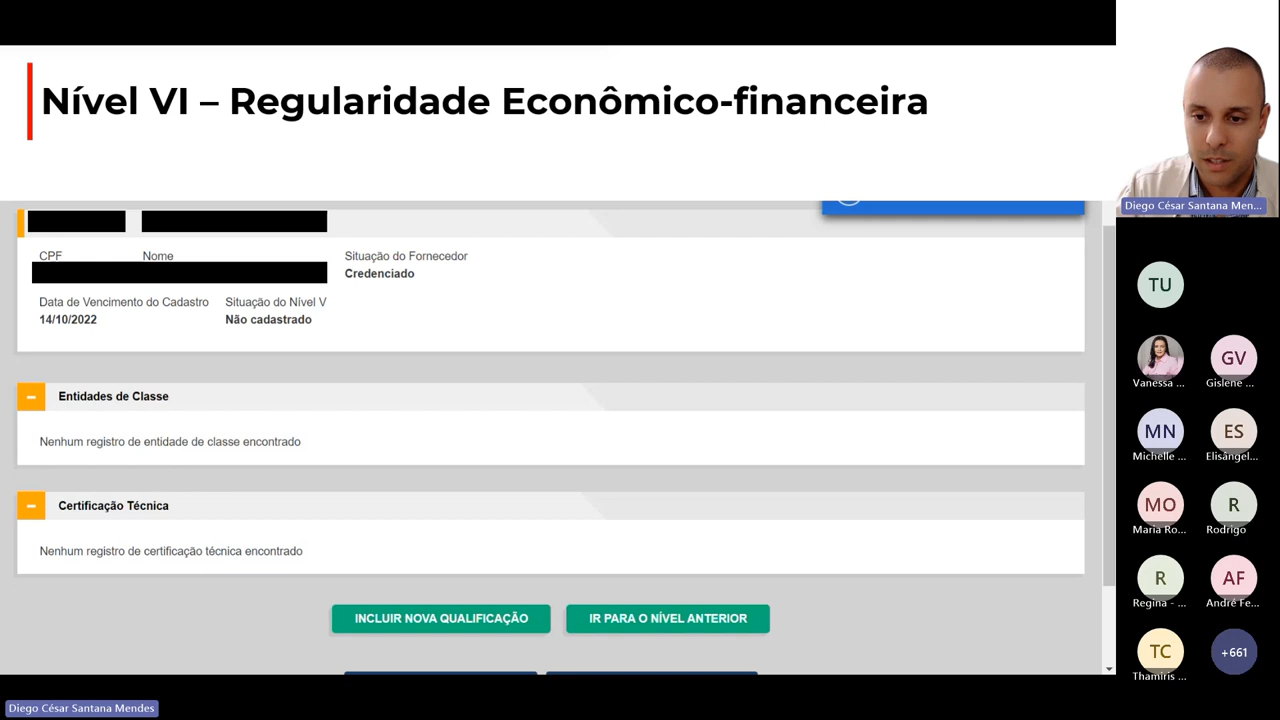 Nível VI – Regularidade Econômico-financeira
CPF
Nome
Situação do Fornecedor
Credenciado
Data de Vencimento do Cadastro
Situação do Nível V
14/10/2022
Não cadastrado
Entidades de Classe
Nenhum registro de entidade de classe encontrado
Certificação Técnica
Nenhum registro de certificação técnica encontrado
INCLUIR NOVA QUALIFICAÇÃO
IR PARA O NÍVEL ANTERIOR
Diego César Santana Mendes
Diego César Santana Men...
TU
Vanessa ...
GV
Gislene ...
MN
Michelle ...
ES
Elisângel...
MO
Maria Ro...
R
Rodrigo
R
Regina - ...
AF
André Fe...
TC
Thamiris ...
+661